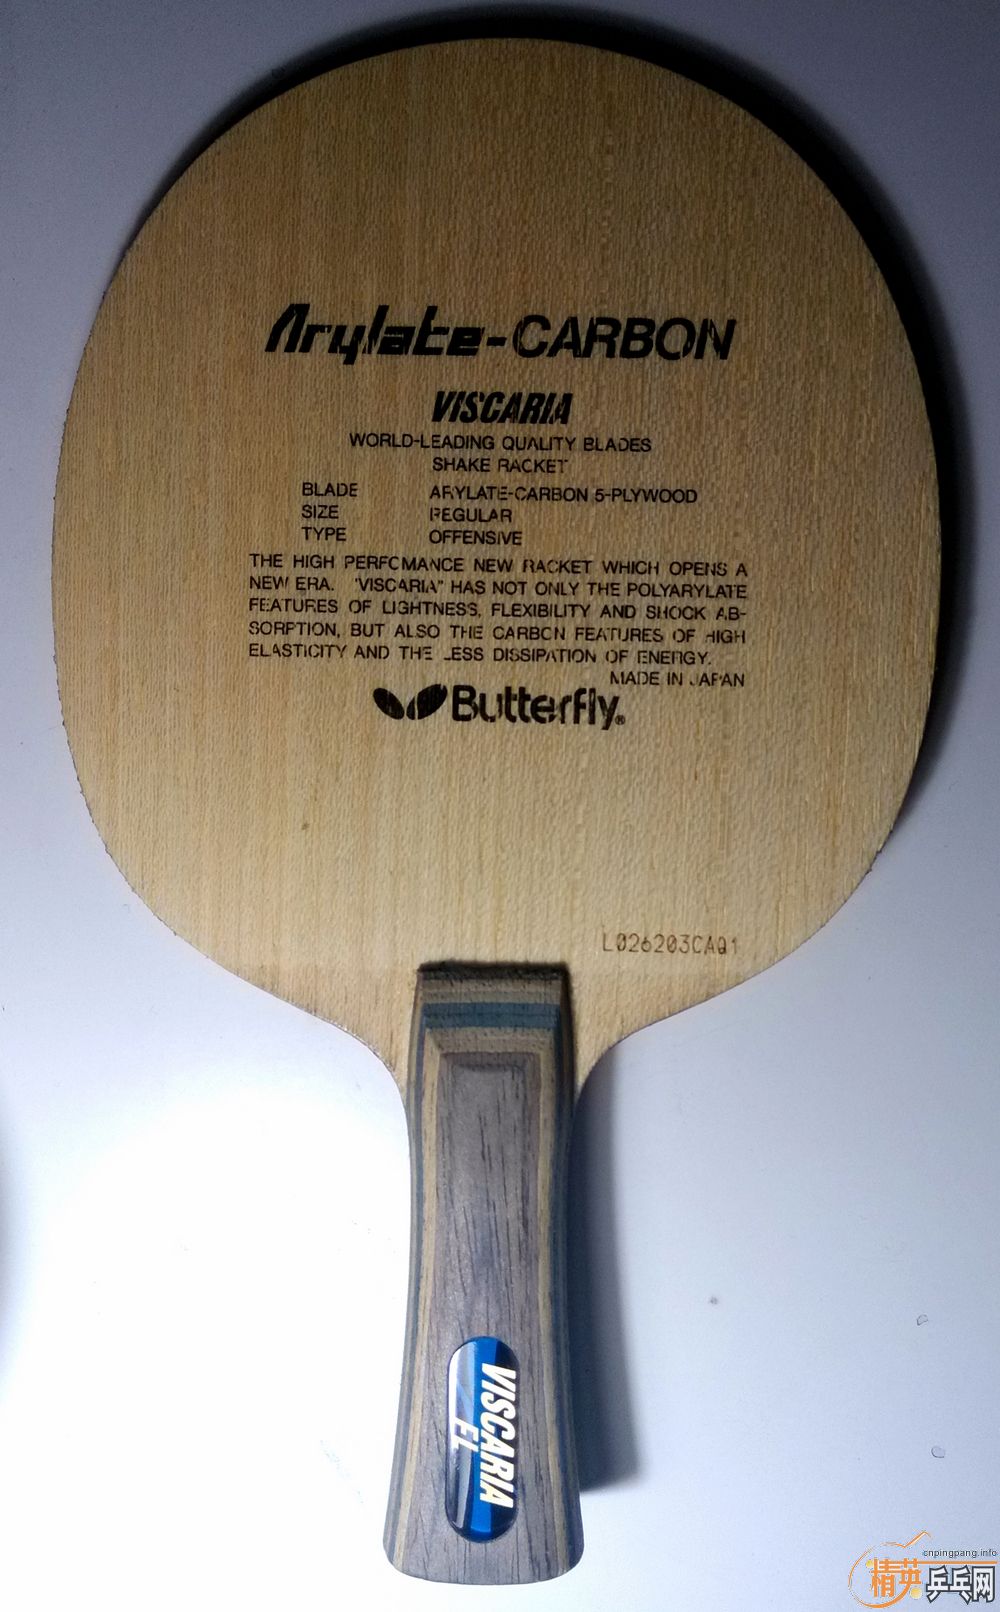 Arylate-CARBON
VISCARIA
WORLD-LEADING QUALITY BLADES
SHAKE RACKET
BLADE ARYLATE-CARBON 5-PLYWOOD
SIZE REGULAR
TYPE OFFENSIVE
THE HIGH PERFOMANCE NEW RACKET WHICH OPENS A
NEW ERA. "VISCARIA" HAS NOT ONLY THE POLYARYLATE
FEATURES OF LIGHTNESS, FLEXIBILITY AND SHOCK AB-
SORPTION, BUT ALSO THE CARBON FEATURES OF HIGH
ELASTICITY AND THE LESS DISSIPATION OF ENERGY.
MADE IN JAPAN
Butterfly®
L026203CAQ1
VISCARIA
FL
cnpingpang.info
精英乒乓网